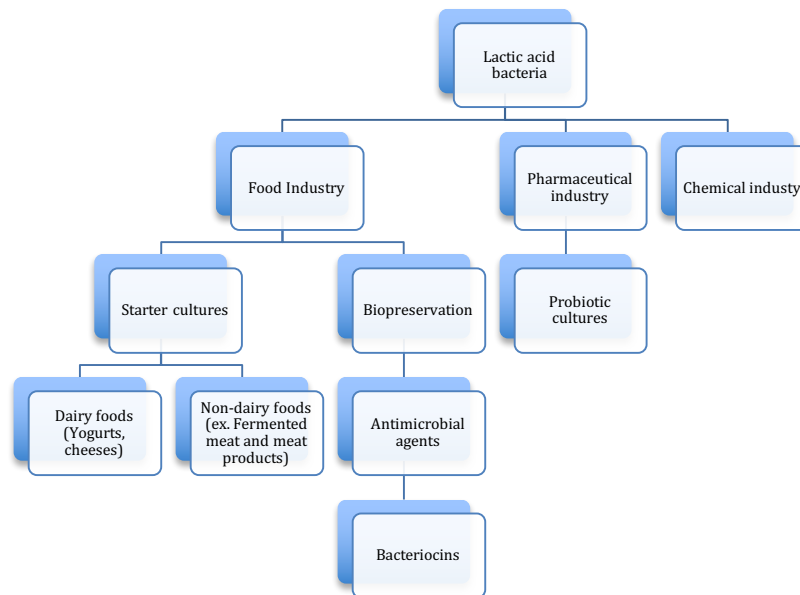 Lactic acid
bacteria
Food Industry
Pharmaceutical
industry
Chemical industy
Starter cultures
Biopreservation
Probiotic
cultures
Dairy foods
(Yogurts,
cheeses)
Non-dairy foods
(ex. Fermented
meat and meat
products)
Antimicrobial
agents
Bacteriocins